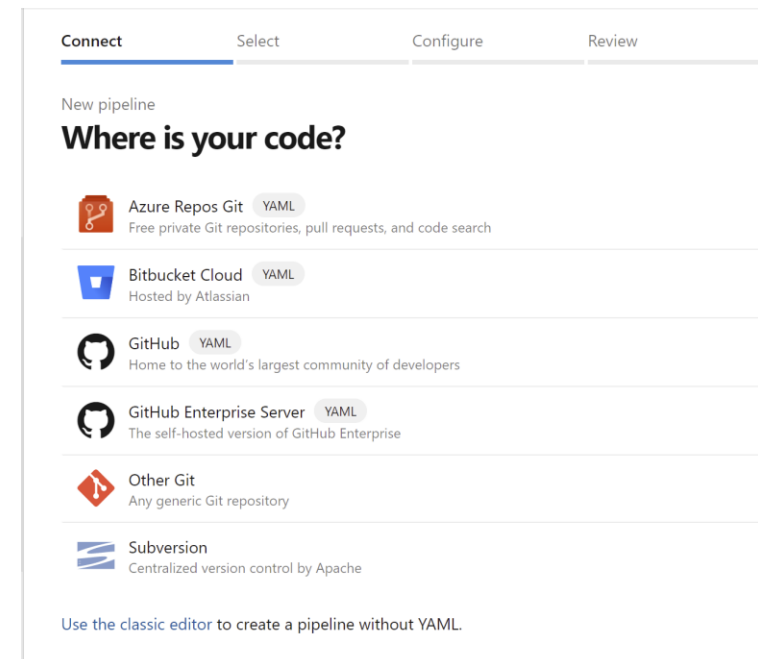 Connect Select Configure Review
New pipeline
Where is your code?
Azure Repos Git YAML
Free private Git repositories, pull requests, and code search
Bitbucket Cloud YAML
Hosted by Atlassian
GitHub YAML
Home to the world's largest community of developers
GitHub Enterprise Server YAML
The self-hosted version of GitHub Enterprise
Other Git
Any generic Git repository
Subversion
Centralized version control by Apache
Use the classic editor to create a pipeline without YAML.